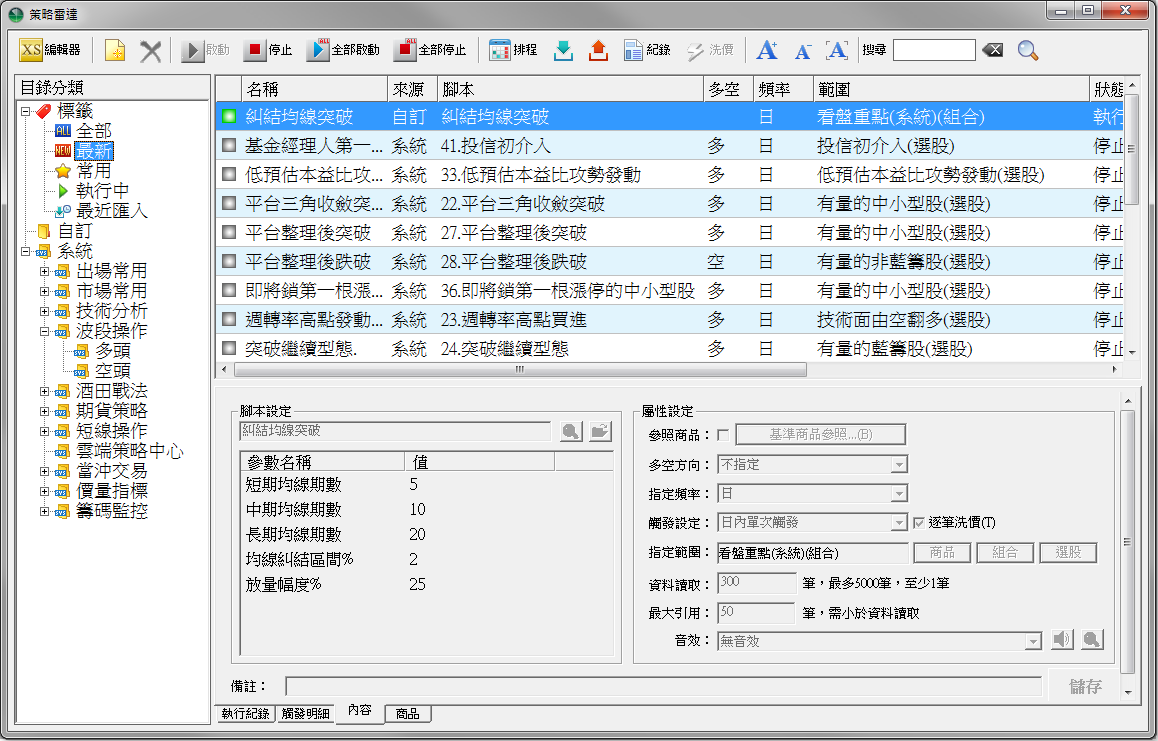 策略雷達
XS 編輯器 啟動 停止 ALL 全部啟動 ALL 全部停止 排程 紀錄 洗價 A A A 搜尋
目錄分類
標籤
ALL 全部
NEW 最新
常用
執行中
最近匯入
自訂
系統
出場常用
市場常用
技術分析
波段操作
多頭
空頭
酒田戰法
期貨策略
短線操作
雲端策略中心
當沖交易
價量指標
籌碼監控
名稱 來源 腳本 多空 頻率 範圍 狀態
糾結均線突破 自訂 糾結均線突破 日 看盤重點(系統)(組合) 執行
基金經理人第一... 系統 41.投信初介入 多 日 投信初介入(選股) 停止
低預估本益比攻... 系統 33.低預估本益比攻勢發動 多 日 低預估本益比攻勢發動(選股) 停止
平台三角收斂突... 系統 22.平台三角收斂突破 多 日 有量的中小型股(選股) 停止
平台整理後突破 系統 27.平台整理後突破 多 日 有量的中小型股(選股) 停止
平台整理後跌破 系統 28.平台整理後跌破 空 日 有量的非藍籌股(選股) 停止
即將鎖第一根漲... 系統 36.即將鎖第一根漲停的中小型股 多 日 有量的中小型股(選股) 停止
週轉率高點發動... 系統 23.週轉率高點買進 多 日 技術面由空翻多(選股) 停止
突破繼續型態. 系統 24.突破繼續型態 多 日 有量的藍籌股(選股) 停止
腳本設定
糾結均線突破
參數名稱 值
短期均線期數 5
中期均線期數 10
長期均線期數 20
均線糾結區間% 2
放量幅度% 25
屬性設定
參照商品： 基準商品參照...(B)
多空方向： 不指定
指定頻率： 日
觸發設定： 日內單次觸發 逐筆洗價(T)
指定範圍： 看盤重點(系統)(組合) 商品 組合 選股
資料讀取： 300 筆，最多5000筆，至少1筆
最大引用： 50 筆，需小於資料讀取
音效： 無音效
備註： 儲存
執行紀錄 觸發明細 內容 商品